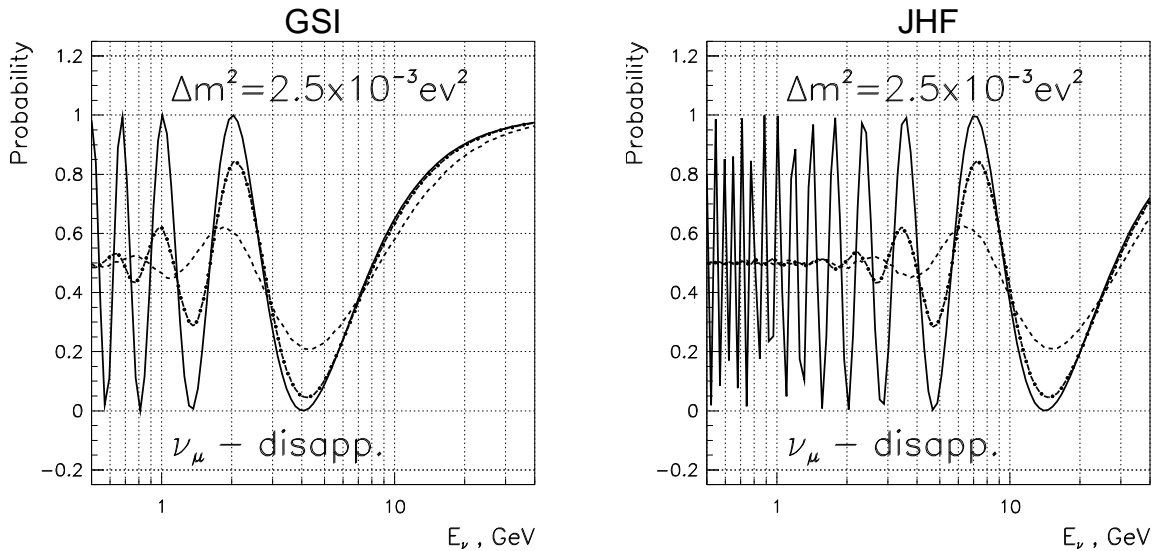 GSI
Probability
1.2
1
0.8
0.6
0.4
0.2
0
−0.2
Δm²=2.5x10⁻³ev²
ν_μ − disapp.
1
10
E_ν , GeV
JHF
Probability
1.2
1
0.8
0.6
0.4
0.2
0
−0.2
Δm²=2.5x10⁻³ev²
ν_μ − disapp.
1
10
E_ν , GeV